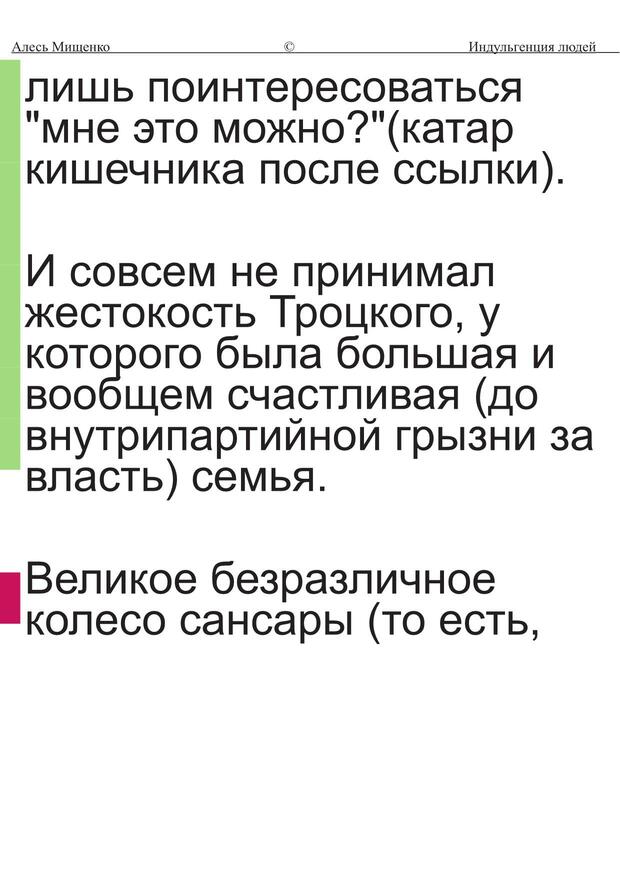 Алесь Мищенко © Индульгенция людей
лишь поинтересоваться
"мне это можно?"(катар
кишечника после ссылки).
И совсем не принимал
жестокость Троцкого, у
которого была большая и
вообщем счастливая (до
внутрипартийной грызни за
власть) семья.
Великое безразличное
колесо сансары (то есть,